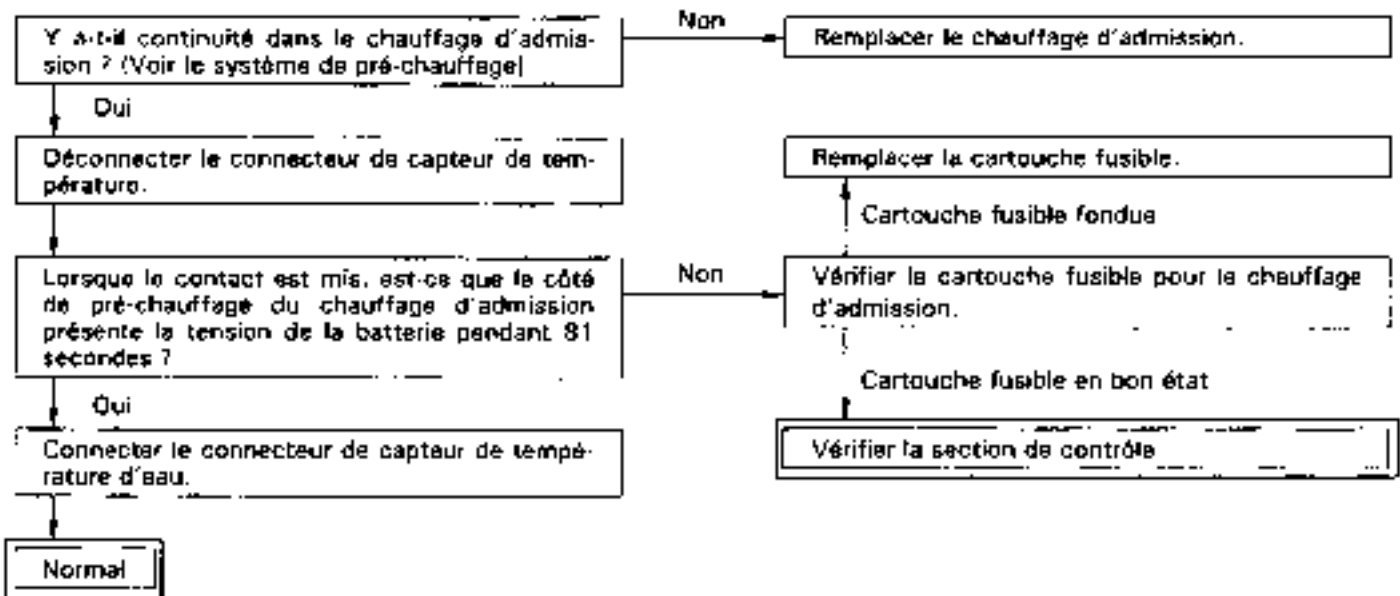 Y a-t-il continuité dans le chauffage d'admis-
sion ? (Voir le système de pré-chauffage)
Non
Remplacer le chauffage d'admission.
Oui
Déconnecter le connecteur de capteur de tem-
pérature.
Remplacer la cartouche fusible.
Cartouche fusible fondue
Lorsque le contact est mis, est-ce que le côté
de pré-chauffage du chauffage d'admission
présente la tension de la batterie pendant 81
secondes ?
Non
Vérifier la cartouche fusible pour le chauffage
d'admission.
Cartouche fusible en bon état
Oui
Connecter le connecteur de capteur de tempé-
rature d'eau.
Vérifier la section de contrôle
Normal